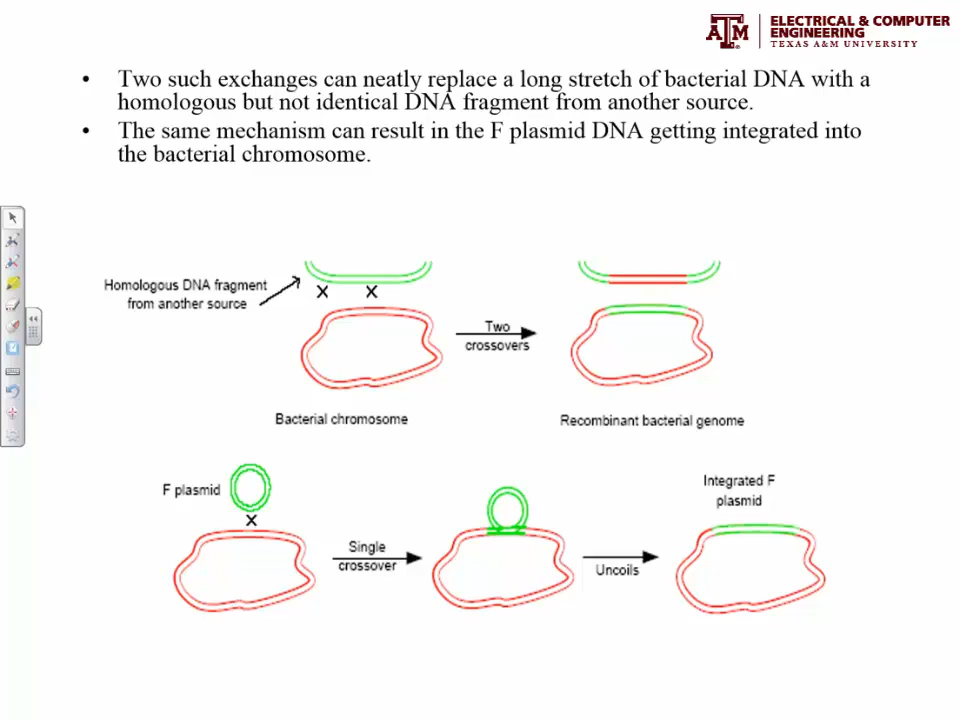 ELECTRICAL & COMPUTER
ENGINEERING
TEXAS A&M UNIVERSITY
• Two such exchanges can neatly replace a long stretch of bacterial DNA with a
homologous but not identical DNA fragment from another source.
• The same mechanism can result in the F plasmid DNA getting integrated into
the bacterial chromosome.
Homologous DNA fragment
from another source
X X
Two
crossovers
Bacterial chromosome
Recombinant bacterial genome
F plasmid
X
Single
crossover
Uncoils
Integrated F
plasmid